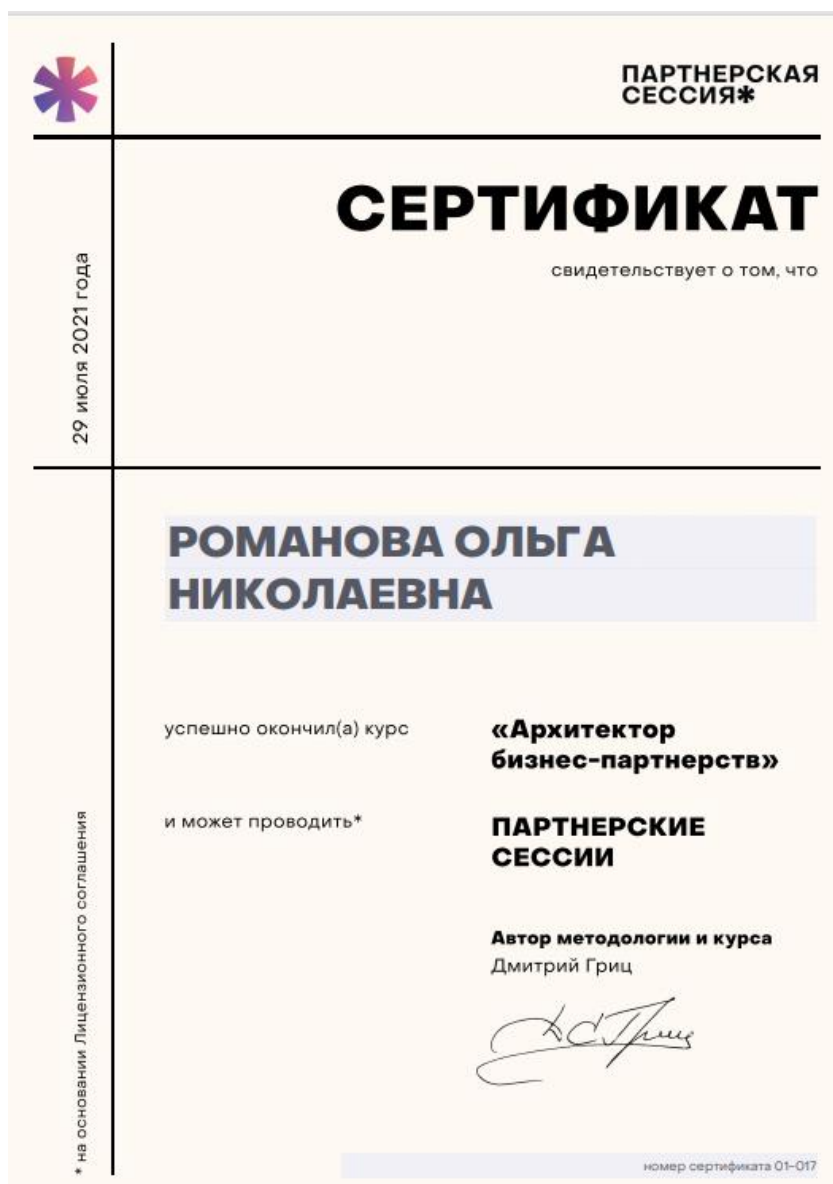 ПАРТНЕРСКАЯ
СЕССИЯ*
СЕРТИФИКАТ
свидетельствует о том, что
29 июля 2021 года
РОМАНОВА ОЛЬГА
НИКОЛАЕВНА
успешно окончил(а) курс
«Архитектор
бизнес-партнерств»
и может проводить*
ПАРТНЕРСКИЕ
СЕССИИ
Автор методологии и курса
Дмитрий Гриц
ДСГриц
* на основании Лицензионного соглашения
номер сертификата 01-017